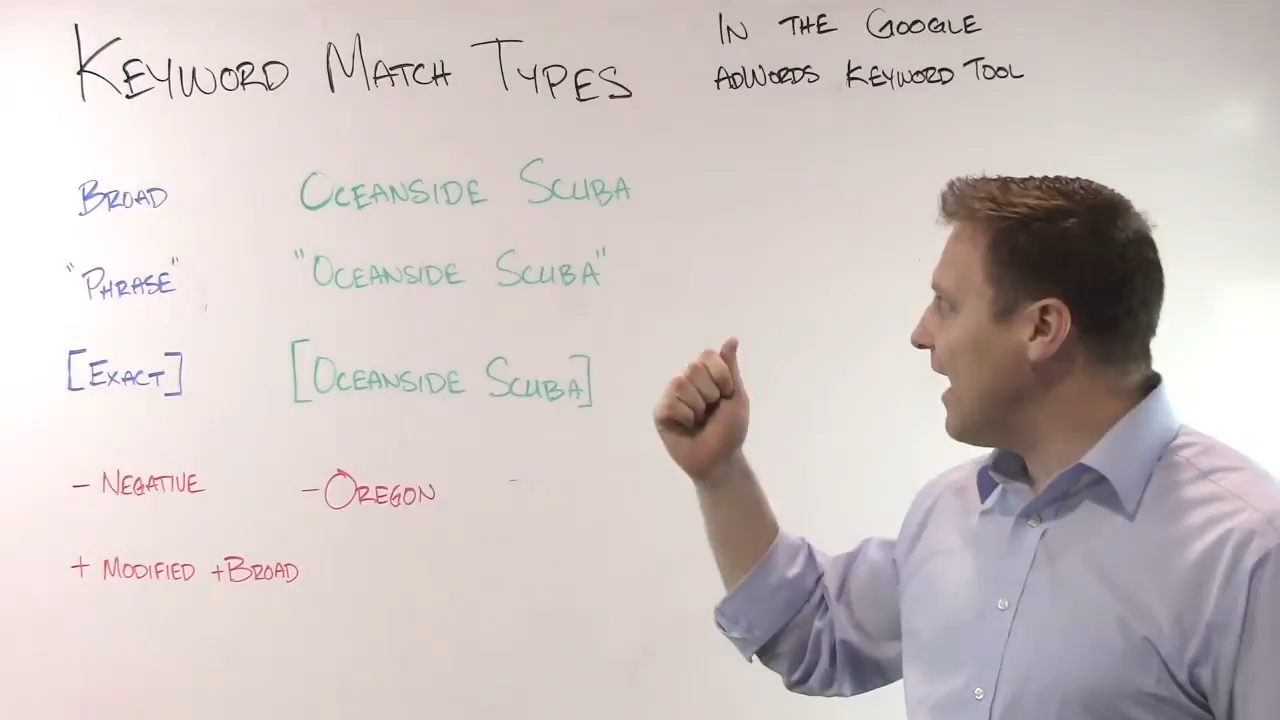 KEYWORD MATCH TYPES
IN THE GOOGLE
ADWORDS KEYWORD TOOL
BROAD OCEANSIDE SCUBA
"PHRASE" "OCEANSIDE SCUBA"
[EXACT] [OCEANSIDE SCUBA]
- NEGATIVE -OREGON
+ MODIFIED +BROAD